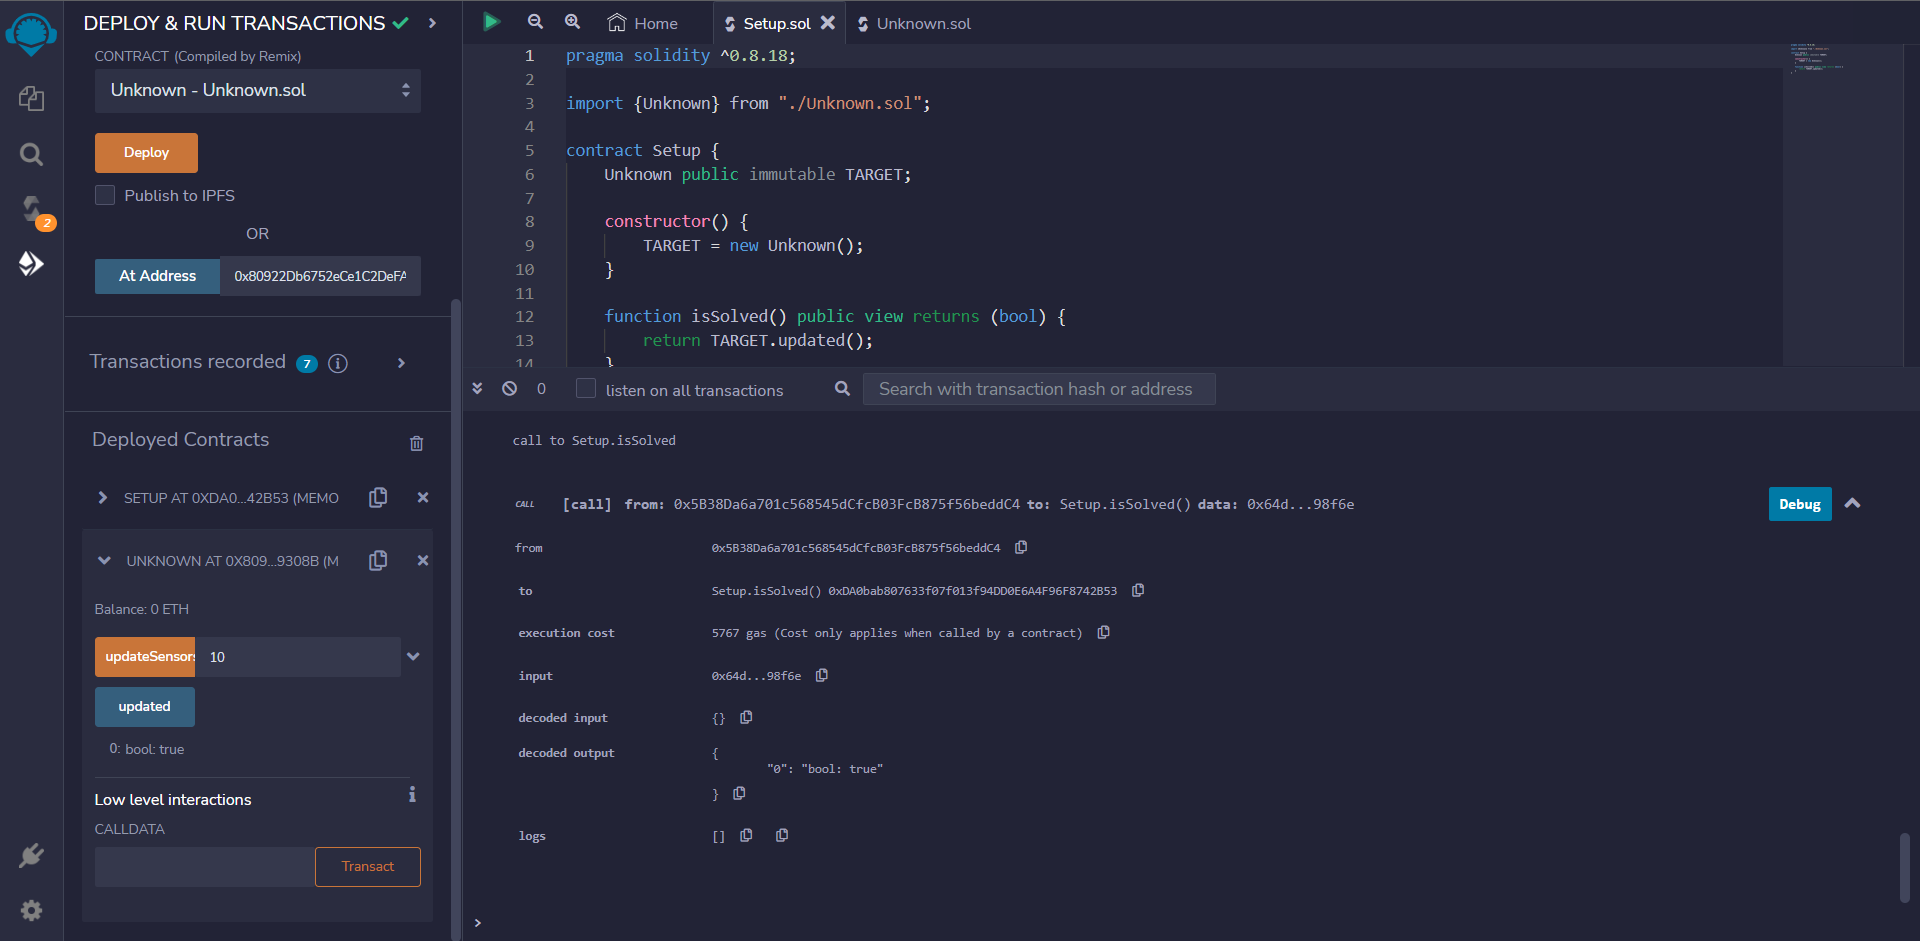 DEPLOY & RUN TRANSACTIONS
CONTRACT (Compiled by Remix)
Unknown - Unknown.sol
Deploy
Publish to IPFS
OR
At Address 0x80922Db6752eCe1C2DeFA
2
Transactions recorded 7
Deployed Contracts
SETUP AT 0XDA0...42B53 (MEMO
UNKNOWN AT 0X809...9308B (M
Balance: 0 ETH
updateSensors 10
updated
0: bool: true
Low level interactions
CALLDATA
Transact
Home
Setup.sol
Unknown.sol
1 pragma solidity ^0.8.18;
2
3 import {Unknown} from "./Unknown.sol";
4
5 contract Setup {
6 Unknown public immutable TARGET;
7
8 constructor() {
9 TARGET = new Unknown();
10 }
11
12 function isSolved() public view returns (bool) {
13 return TARGET.updated();
14 }
0 listen on all transactions
Search with transaction hash or address
call to Setup.isSolved
CALL [call] from: 0x5B38Da6a701c568545dCfcB03FcB875f56beddC4 to: Setup.isSolved() data: 0x64d...98f6e
Debug
from 0x5B38Da6a701c568545dCfcB03FcB875f56beddC4
to Setup.isSolved() 0xDA0bab807633f07f013f94DD0E6A4F96F8742B53
execution cost 5767 gas (Cost only applies when called by a contract)
input 0x64d...98f6e
decoded input {}
decoded output {
"0": "bool: true"
}
logs []
>